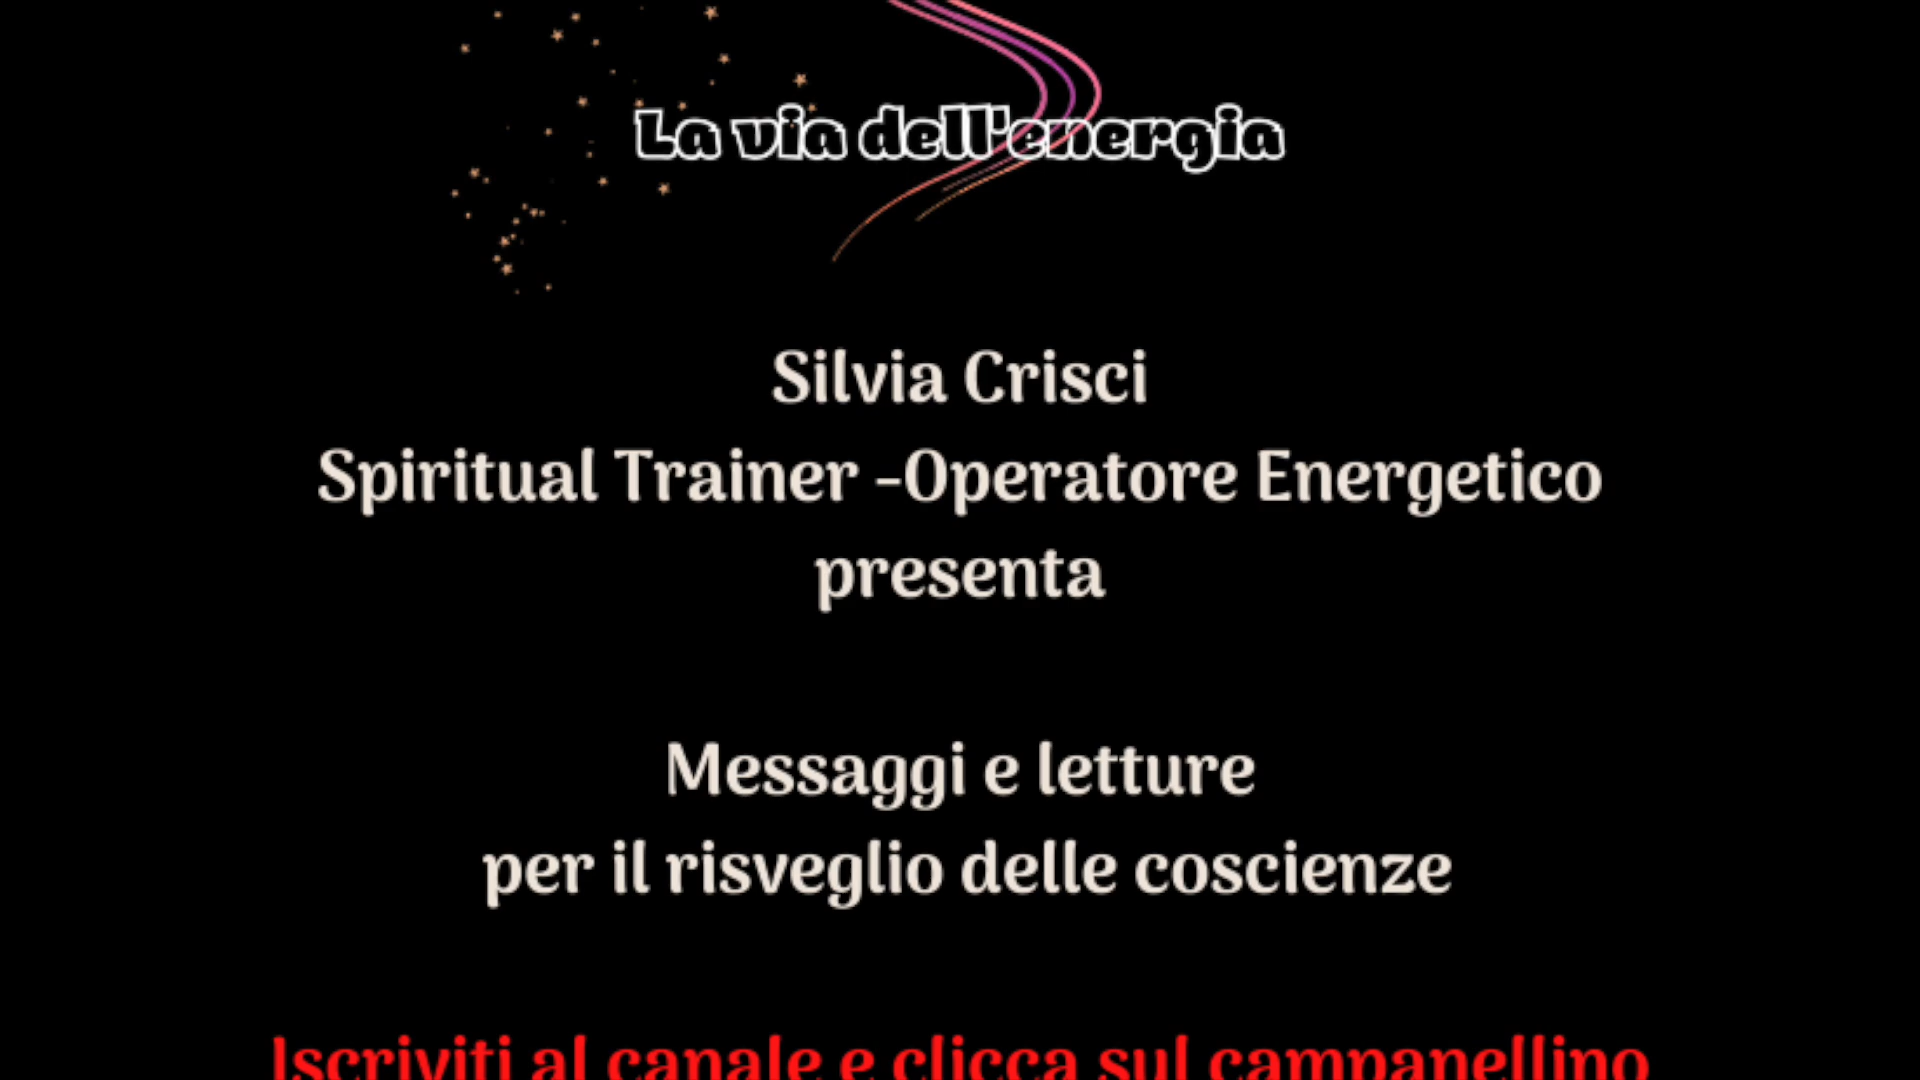 La via dell'energia
Silvia Crisci
Spiritual Trainer -Operatore Energetico
presenta
Messaggi e letture
per il risveglio delle coscienze
Iscriviti al canale e clicca sul campanellino